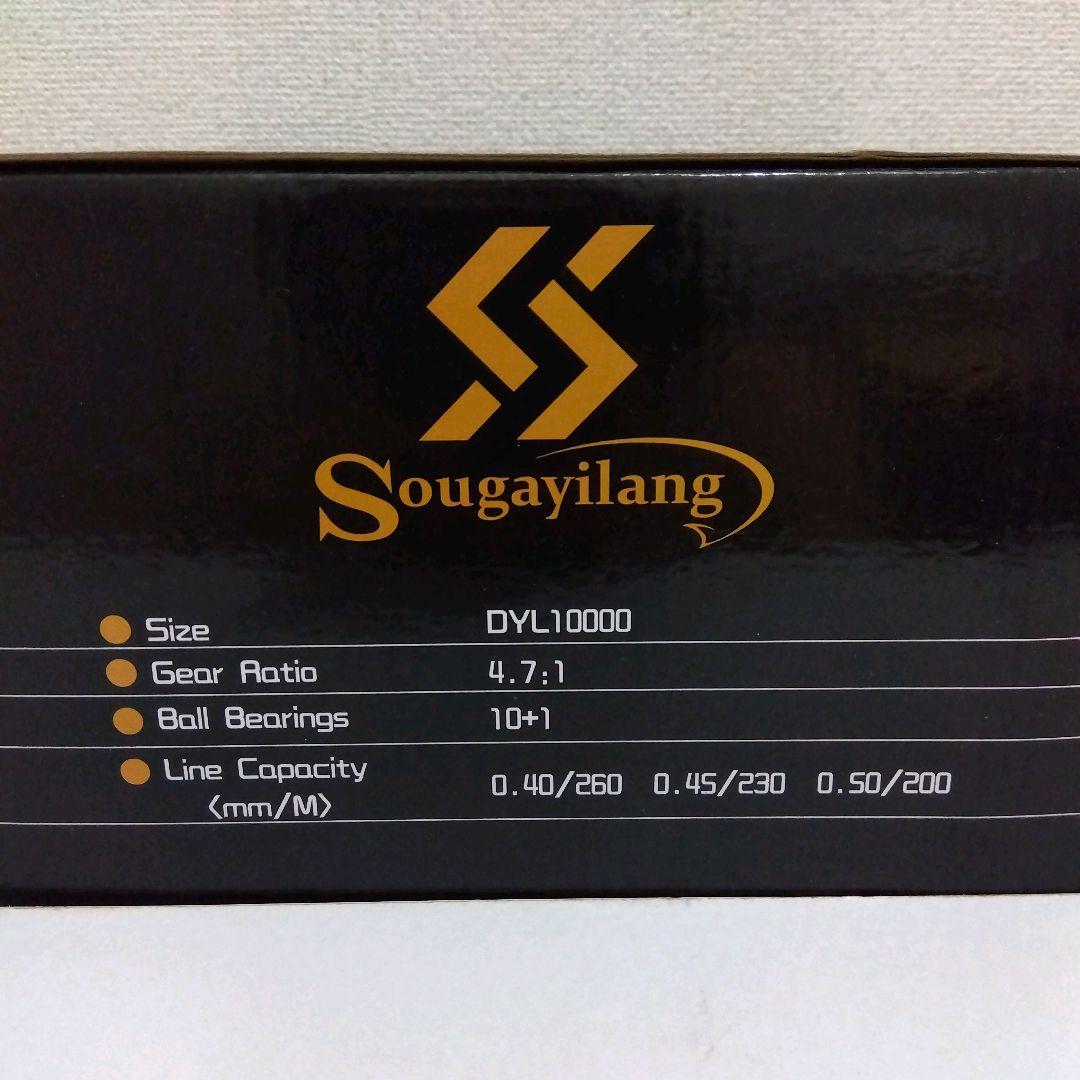 Sougayilang
Size DYL10000
Gear Ratio 4.7:1
Ball Bearings 10+1
Line Capacity 0.40/260 0.45/230 0.50/200
<mm/M>